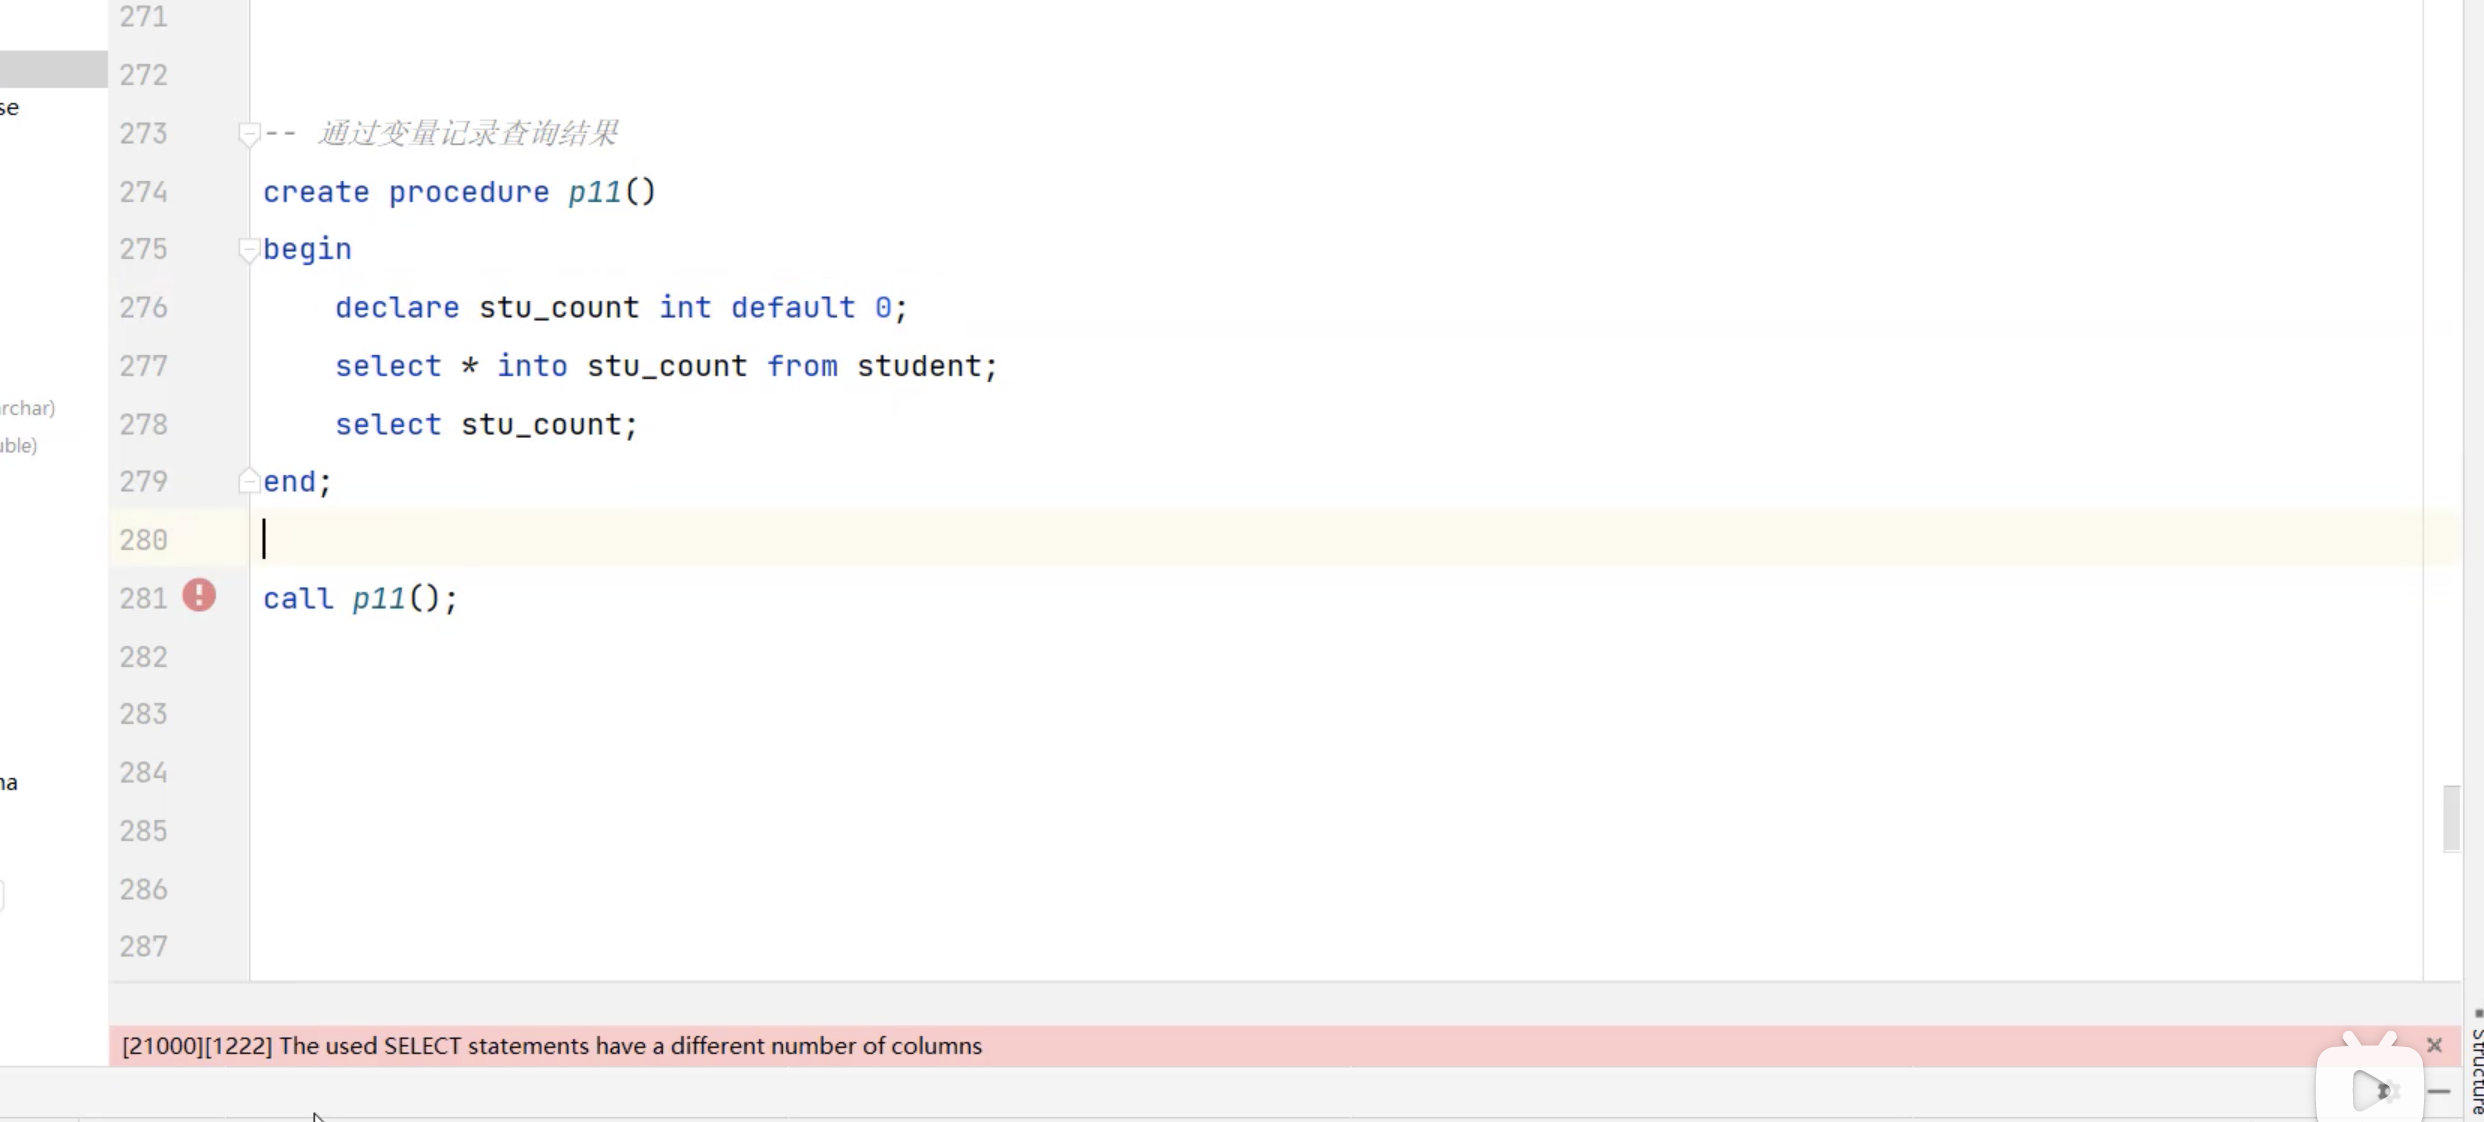 271
272
se
273 -- 通过变量记录查询结果
274 create procedure p11()
275 begin
276 declare stu_count int default 0;
277 select * into stu_count from student;
rchar)
278 select stu_count;
uble)
279 end;
280
281 call p11();
282
283
284
na
285
286
287
[21000][1222] The used SELECT statements have a different number of columns
Structure